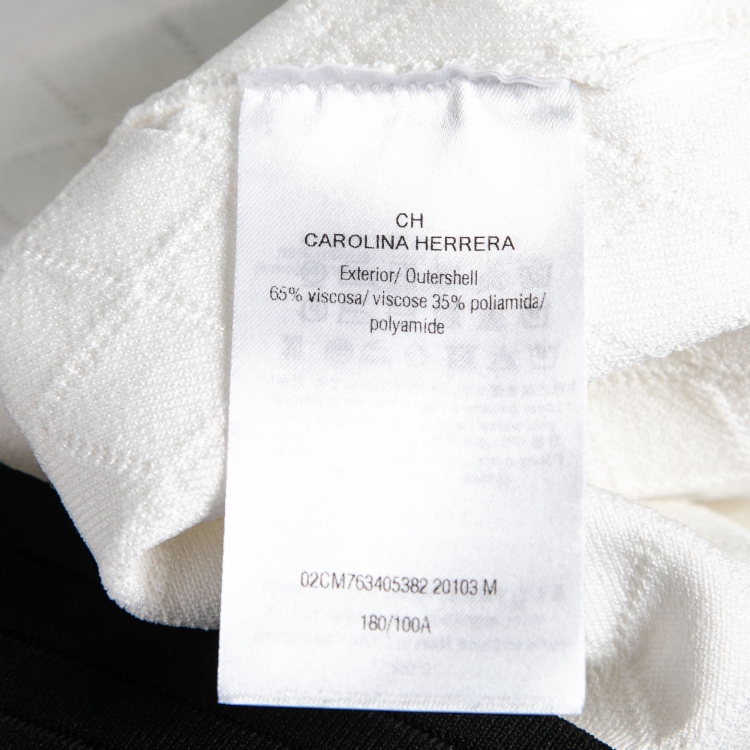 CH
CAROLINA HERRERA
Exterior/ Outershell
65% viscosa/ viscose 35% poliamida/
polyamide
02CM763405382 20103 M
180/100A